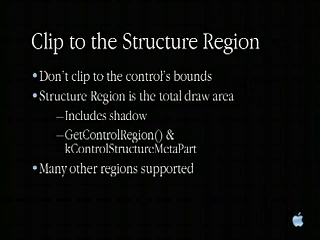 Clip to the Structure Region
•Don't clip to the control's bounds
•Structure Region is the total draw area
–Includes shadow
–GetControlRegion() &
kControlStructureMetaPart
•Many other regions supported